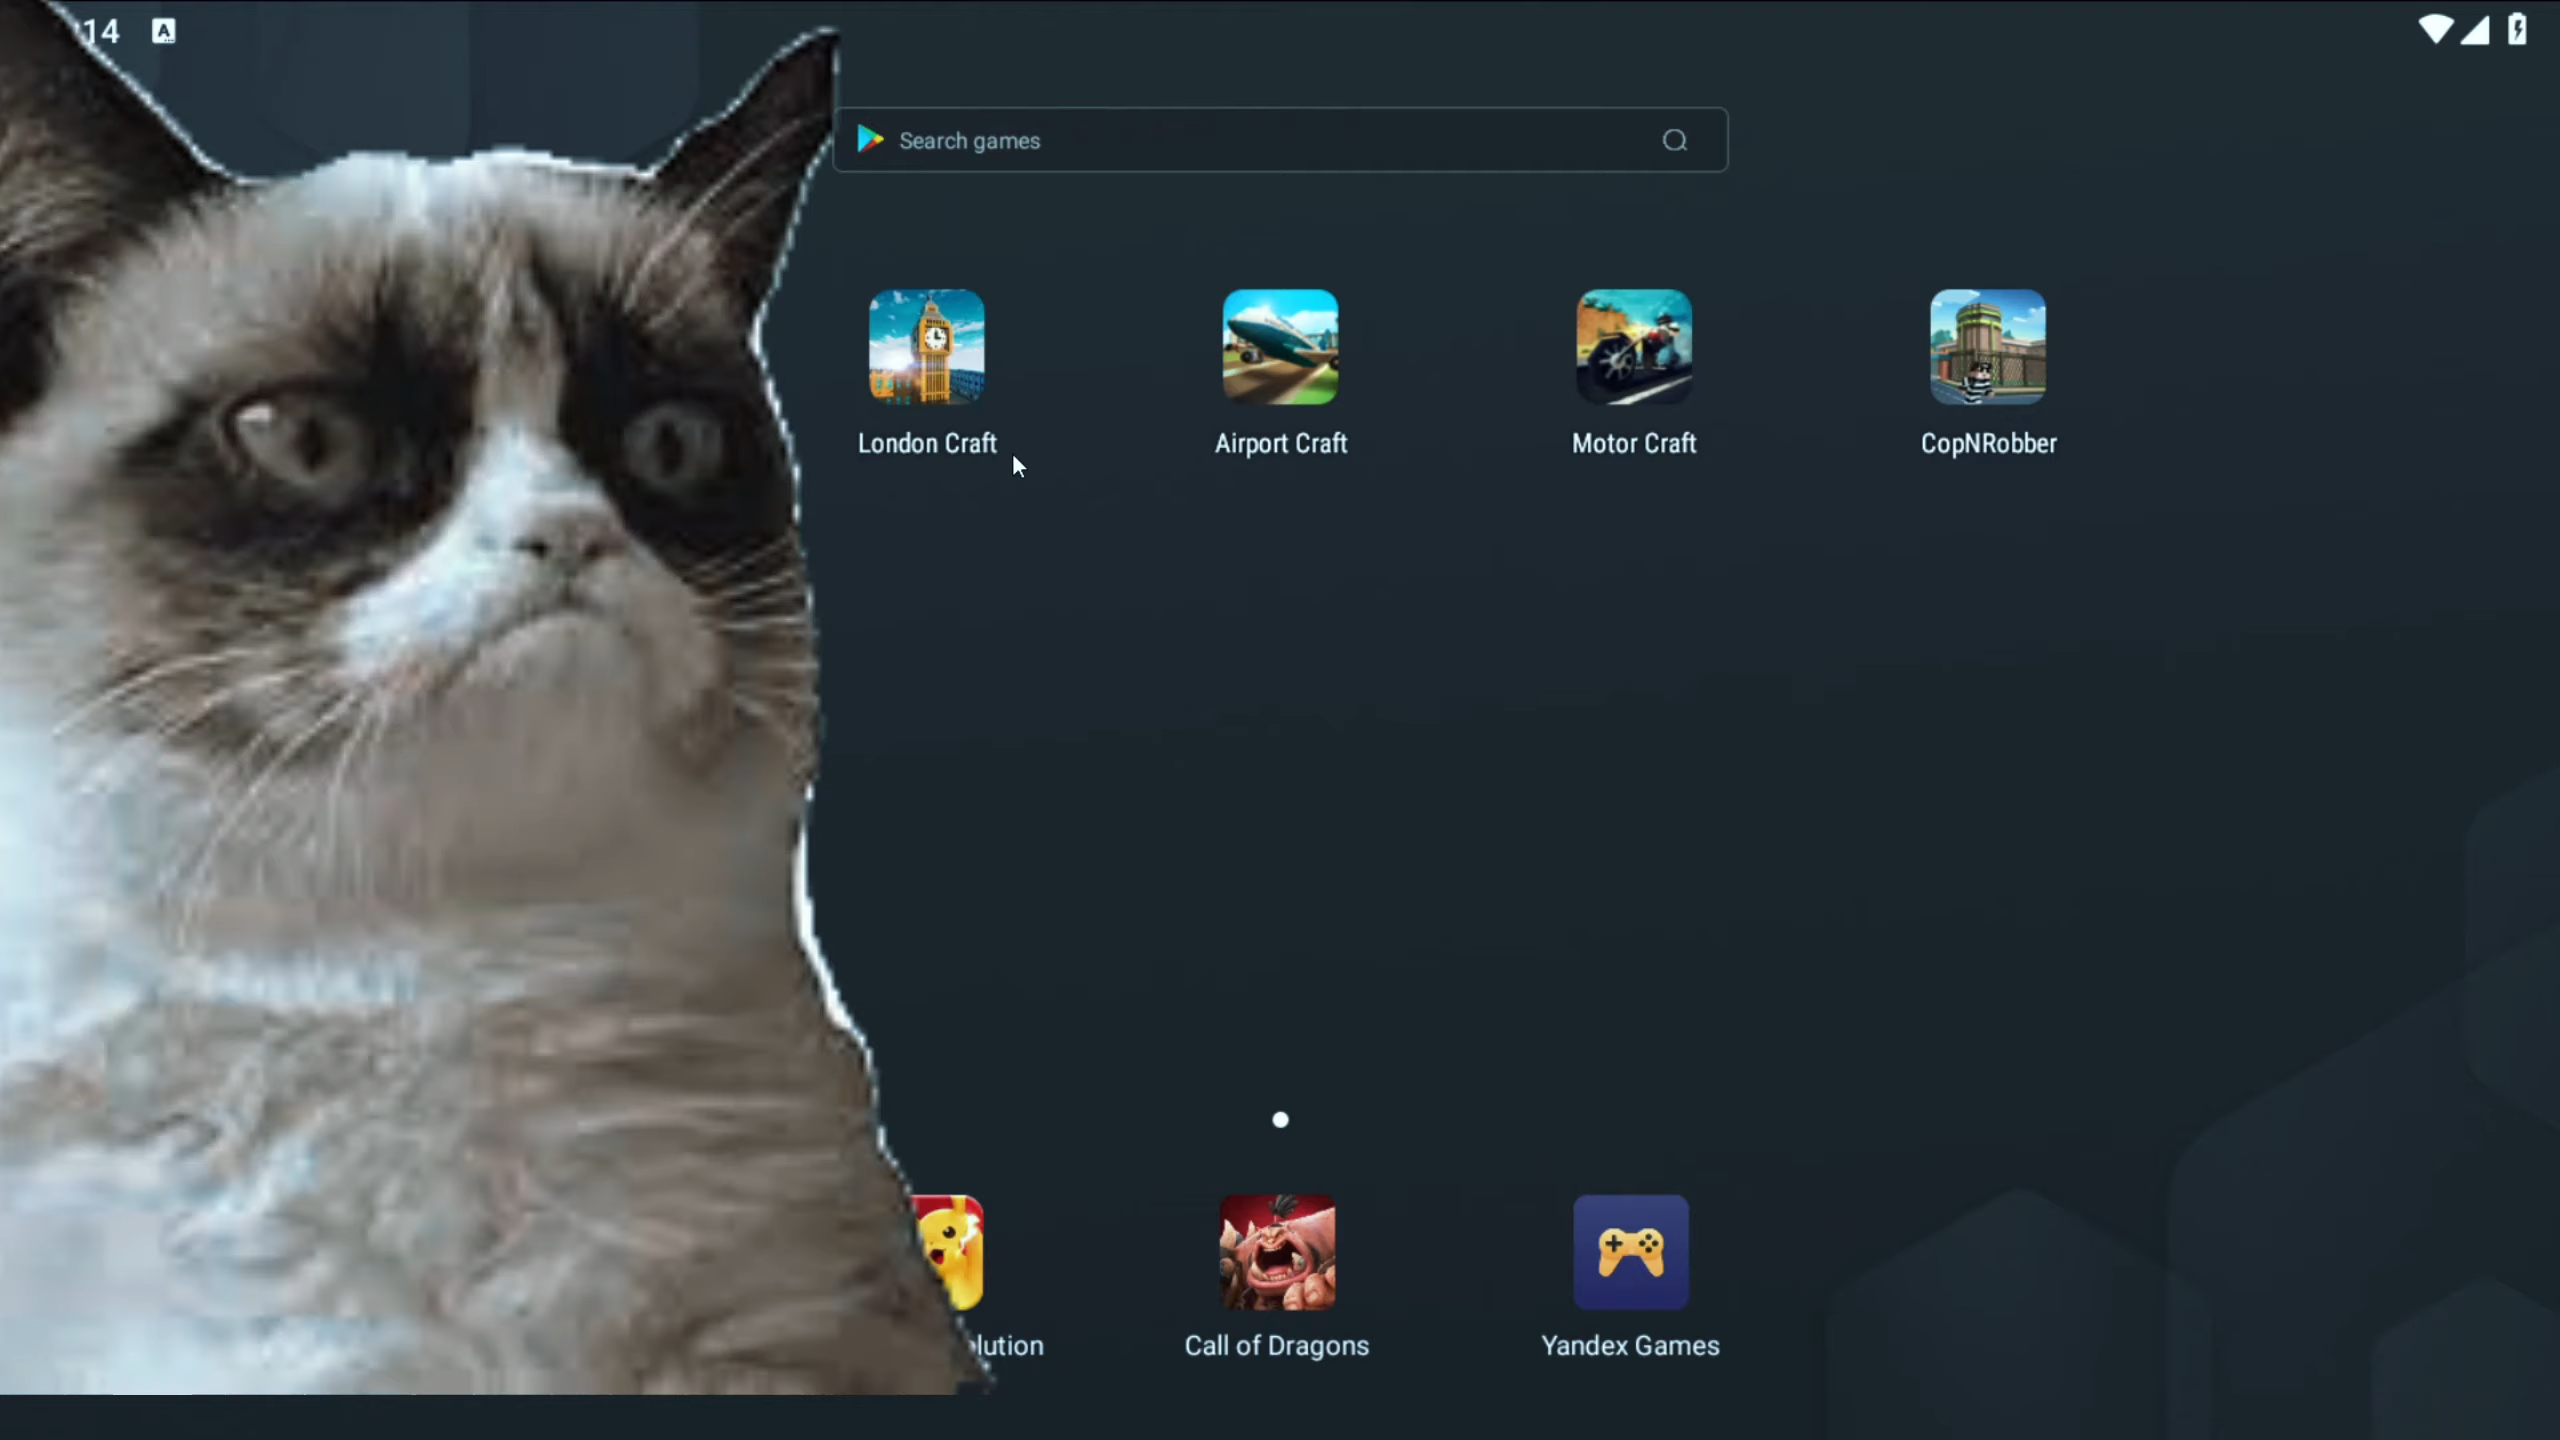 14
Search games
London Craft
Airport Craft
Motor Craft
CopNRobber
lution
Call of Dragons
Yandex Games